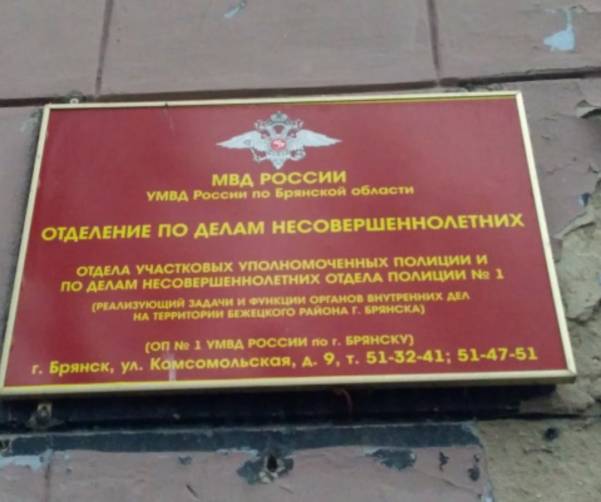 МВД РОССИИ
УМВД России по Брянской области
ОТДЕЛЕНИЕ ПО ДЕЛАМ НЕСОВЕРШЕННОЛЕТНИХ
ОТДЕЛА УЧАСТКОВЫХ УПОЛНОМОЧЕННЫХ ПОЛИЦИИ И
ПО ДЕЛАМ НЕСОВЕРШЕННОЛЕТНИХ ОТДЕЛА ПОЛИЦИИ № 1
(РЕАЛИЗУЮЩИЙ ЗАДАЧИ И ФУНКЦИИ ОРГАНОВ ВНУТРЕННИХ ДЕЛ
НА ТЕРРИТОРИИ БЕЖЕЦКОГО РАЙОНА Г. БРЯНСКА)
(ОП № 1 УМВД РОССИИ по г. БРЯНСКУ)
г. Брянск, ул. Комсомольская, д. 9, т. 51-32-41; 51-47-51